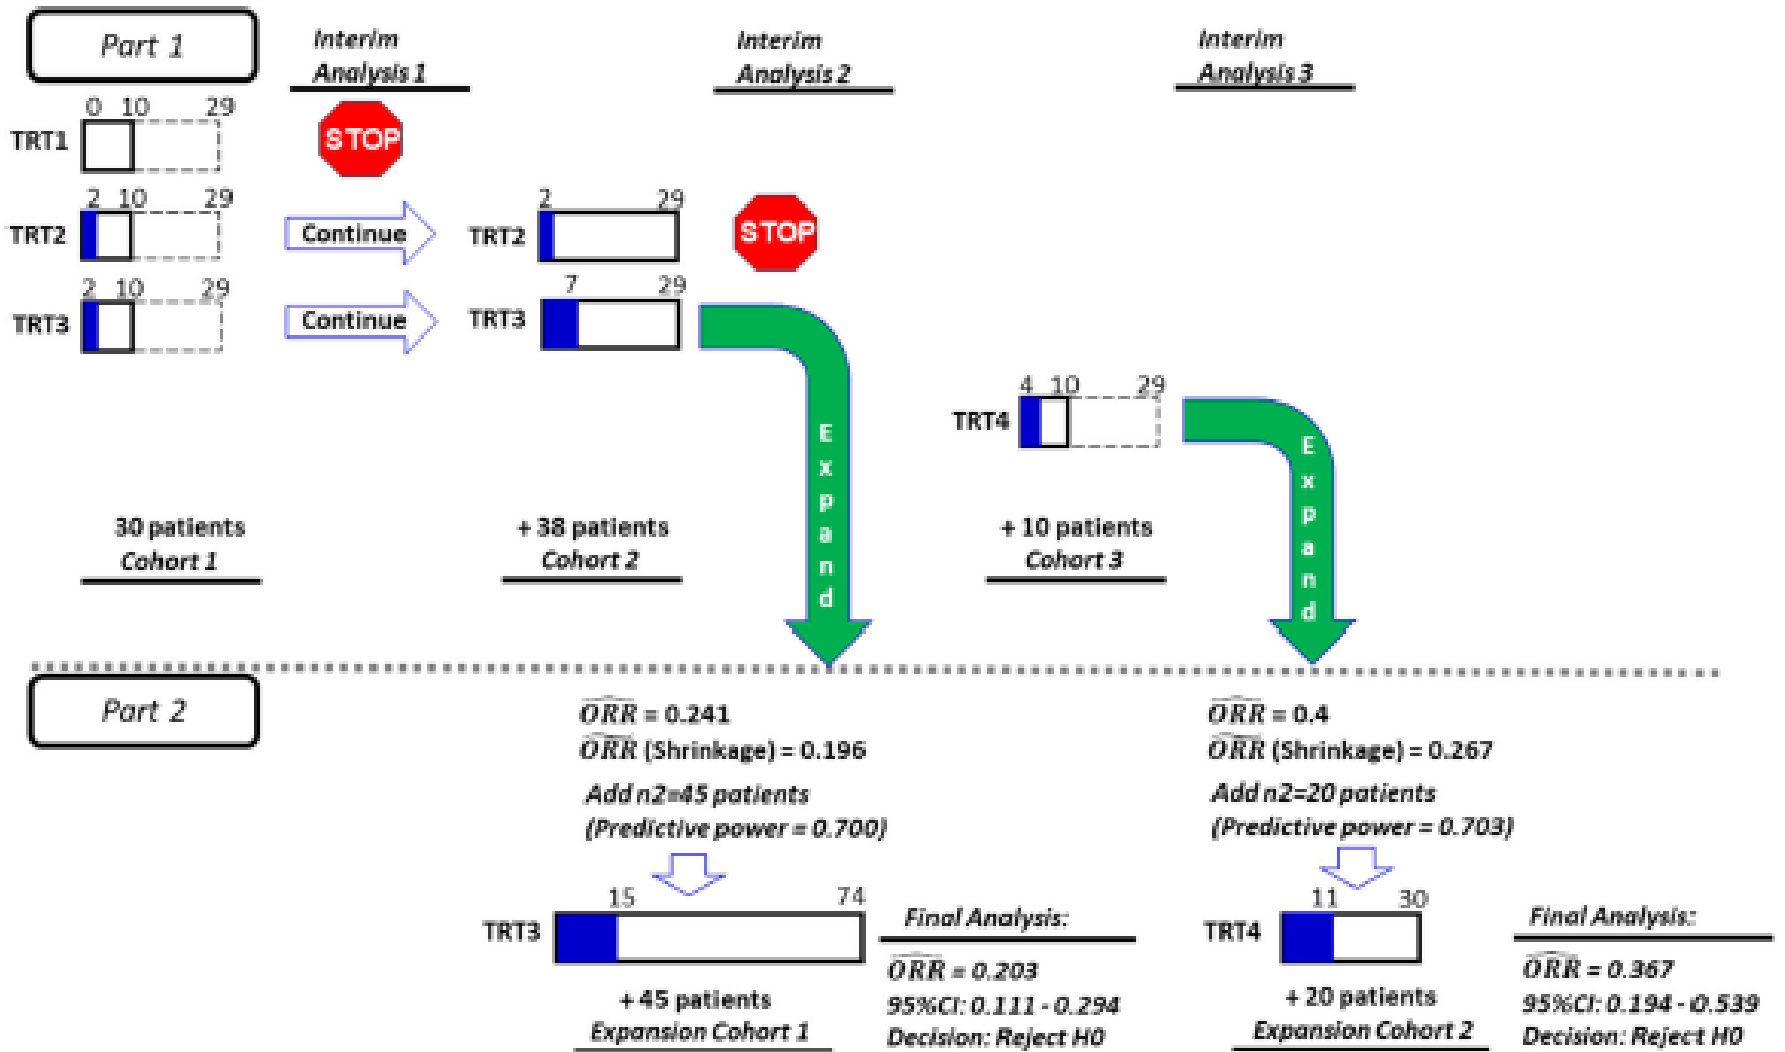 Part 1
Interim
Analysis 1
Interim
Analysis 2
Interim
Analysis 3
0 10 29
TRT1
STOP
2 10 29
TRT2
Continue
2 29
TRT2
STOP
2 10 29
TRT3
Continue
7 29
TRT3
Expand
4 10 29
TRT4
Expand
30 patients
Cohort 1
+ 38 patients
Cohort 2
+ 10 patients
Cohort 3
Part 2
ORR = 0.241
ORR (Shrinkage) = 0.196
Add n2=45 patients
(Predictive power = 0.700)
ORR = 0.4
ORR (Shrinkage) = 0.267
Add n2=20 patients
(Predictive power = 0.703)
15 74
TRT3
+ 45 patients
Expansion Cohort 1
Final Analysis:
ORR = 0.203
95%CI: 0.111 - 0.294
Decision: Reject H0
11 30
TRT4
+ 20 patients
Expansion Cohort 2
Final Analysis:
ORR = 0.367
95%CI: 0.194 - 0.539
Decision: Reject H0